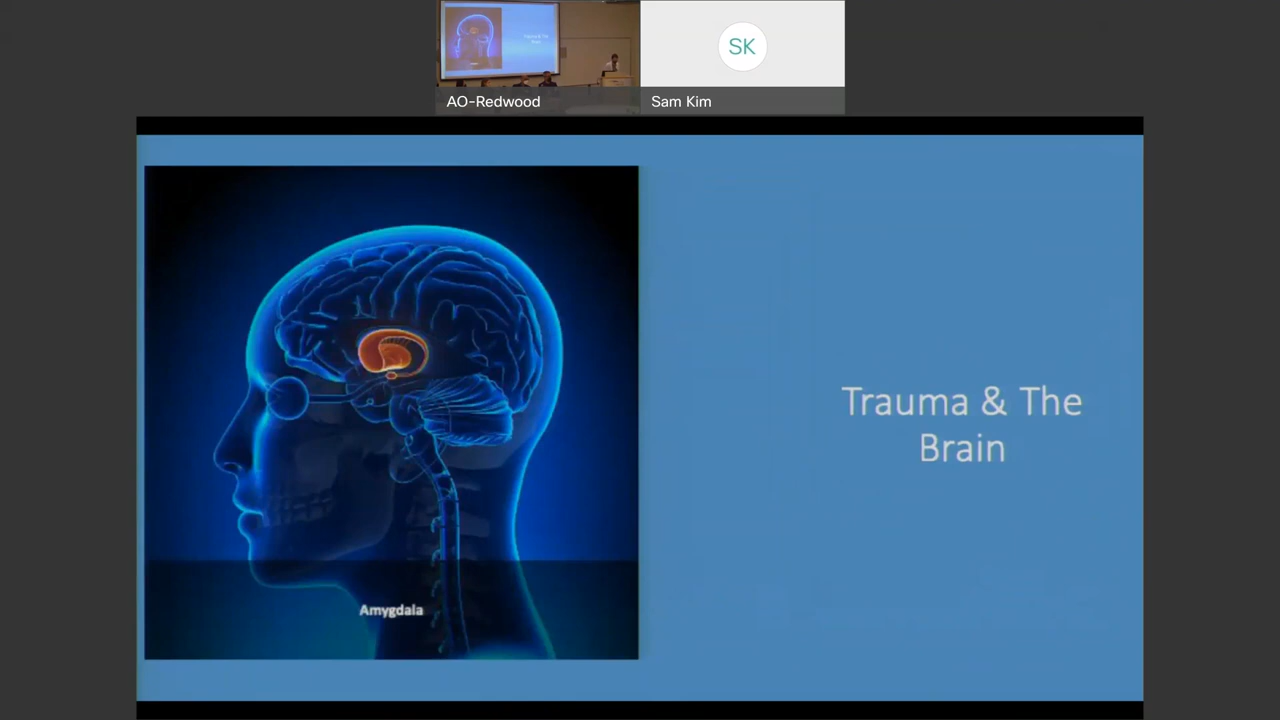 SK
AO-Redwood
Sam Kim
Trauma & The
Brain
Amygdala